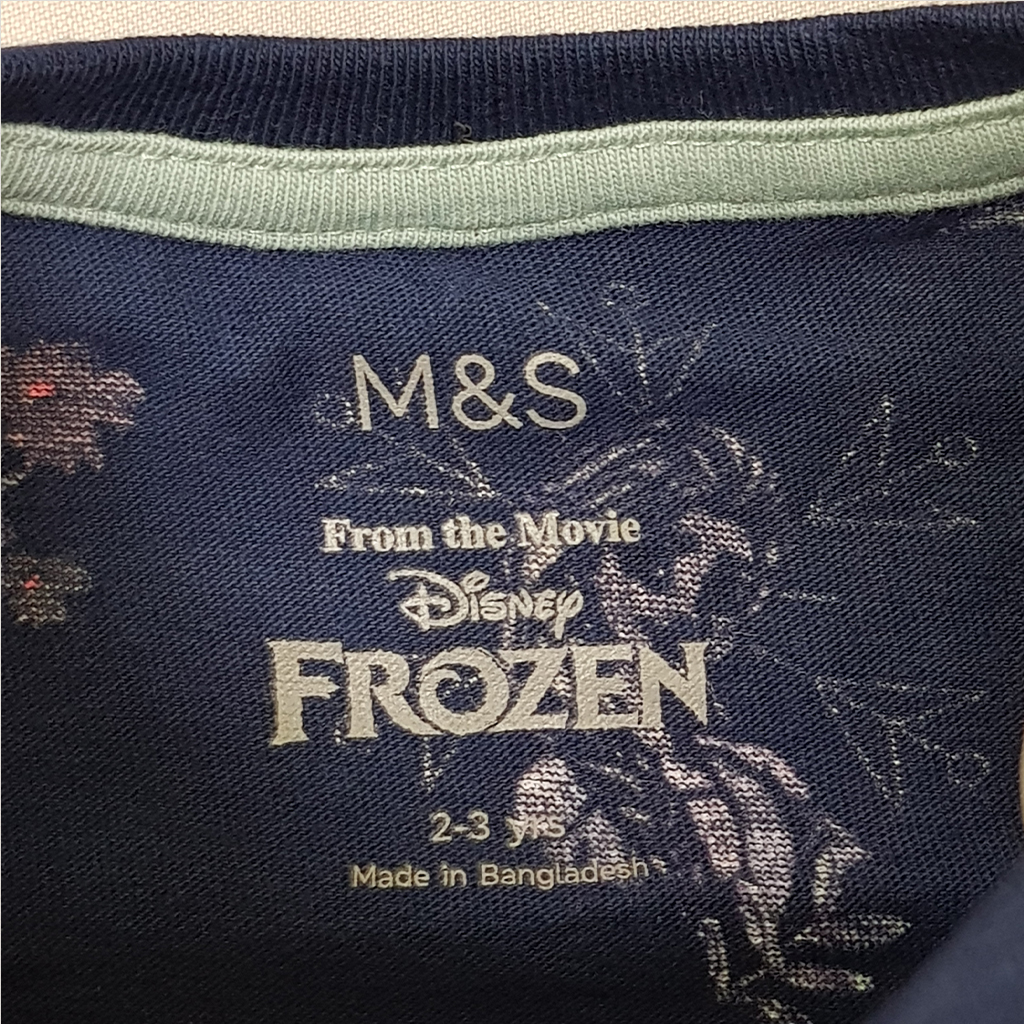 M&S
From the Movie
Disney
FROZEN
2-3 yrs
Made in Bangladesh